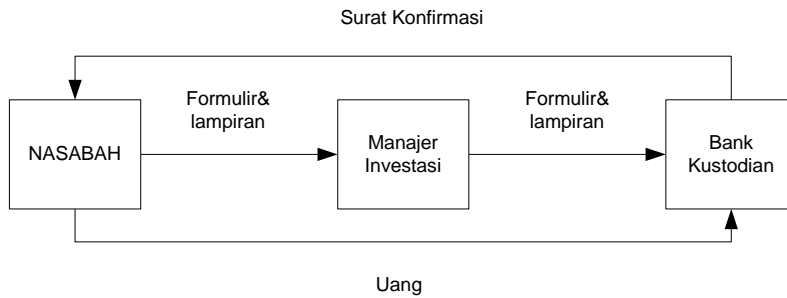 Surat Konfirmasi
Formulir&
lampiran
Formulir&
lampiran
NASABAH
Manajer
Investasi
Bank
Kustodian
Uang